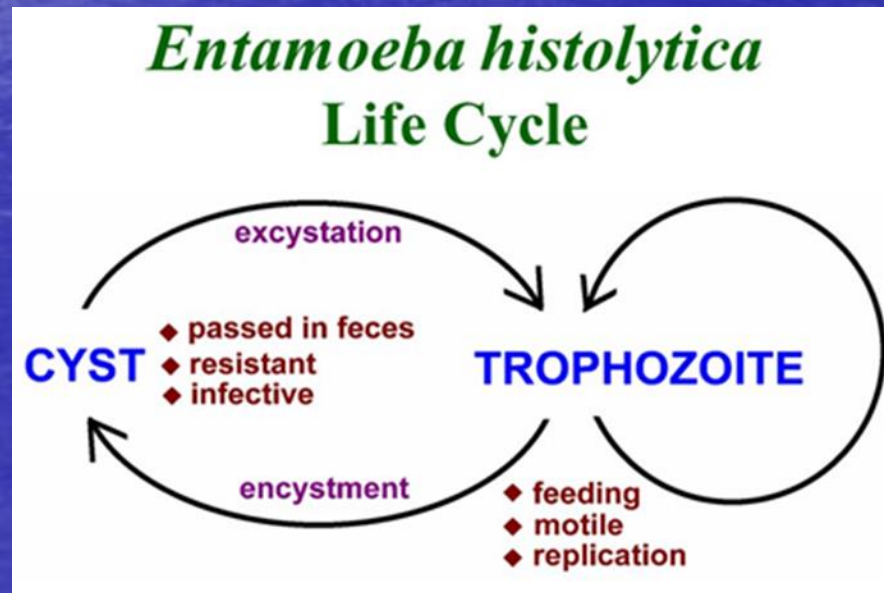 Entamoeba histolytica
Life Cycle
excystation
CYST
◆ passed in feces
◆ resistant
◆ infective
TROPHOZOITE
encystment
◆ feeding
◆ motile
◆ replication